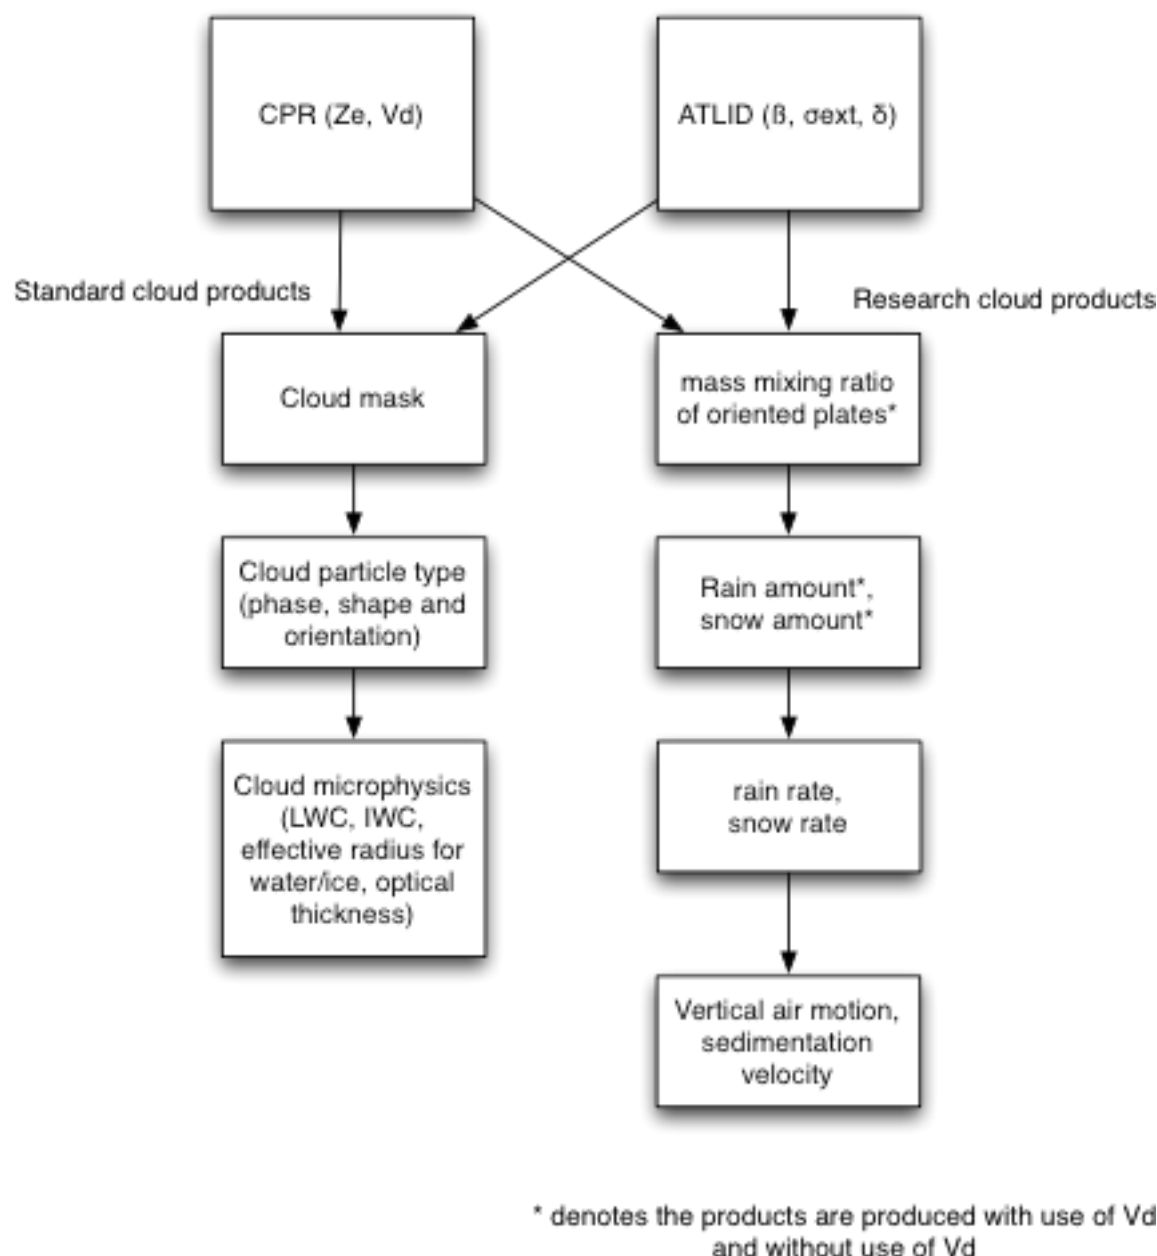 CPR (Ze, Vd)
ATLID (ß, σext, δ)
Standard cloud products
Research cloud products
Cloud mask
mass mixing ratio
of oriented plates*
Cloud particle type
(phase, shape and
orientation)
Rain amount*,
snow amount*
Cloud microphysics
(LWC, IWC,
effective radius for
water/ice, optical
thickness)
rain rate,
snow rate
Vertical air motion,
sedimentation
velocity
* denotes the products are produced with use of Vd
and without use of Vd